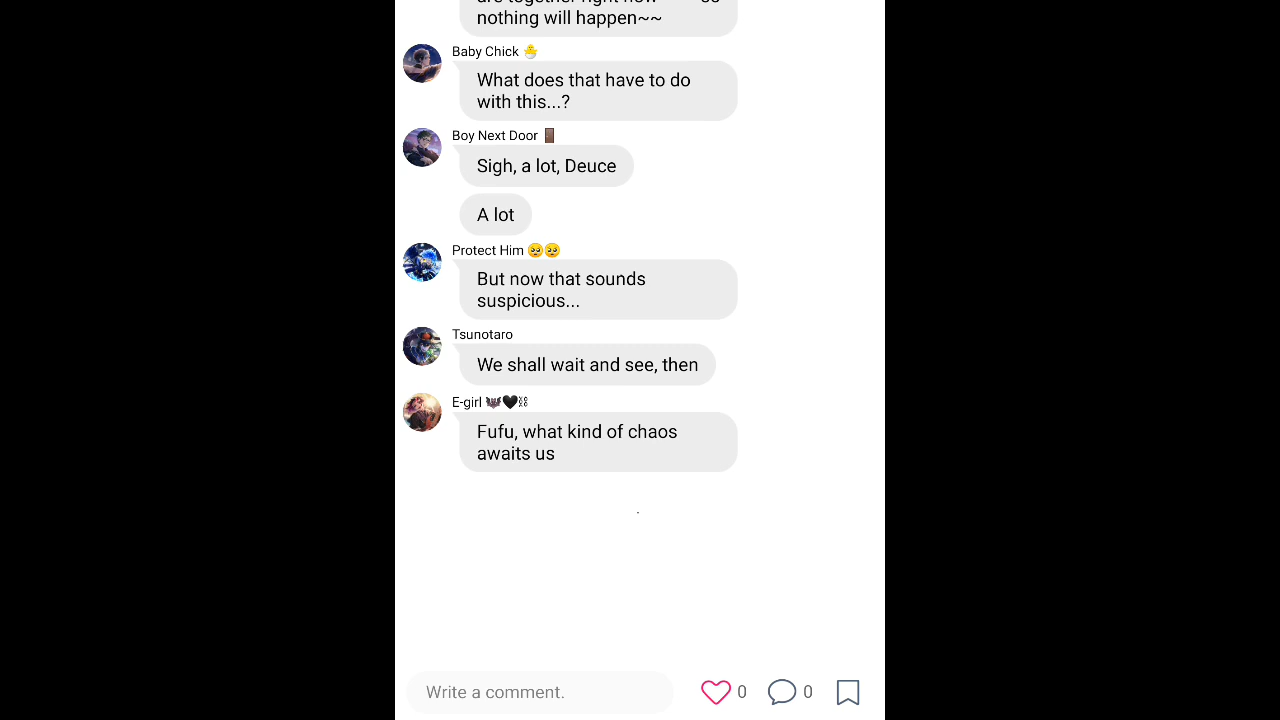 nothing will happen~~
Baby Chick 🐣
What does that have to do
with this...?
Boy Next Door 🚪
Sigh, a lot, Deuce
A lot
Protect Him 🥺🥺
But now that sounds
suspicious...
Tsunotaro
We shall wait and see, then
E-girl 🦇🖤⛓
Fufu, what kind of chaos
awaits us
.
Write a comment.
0
0